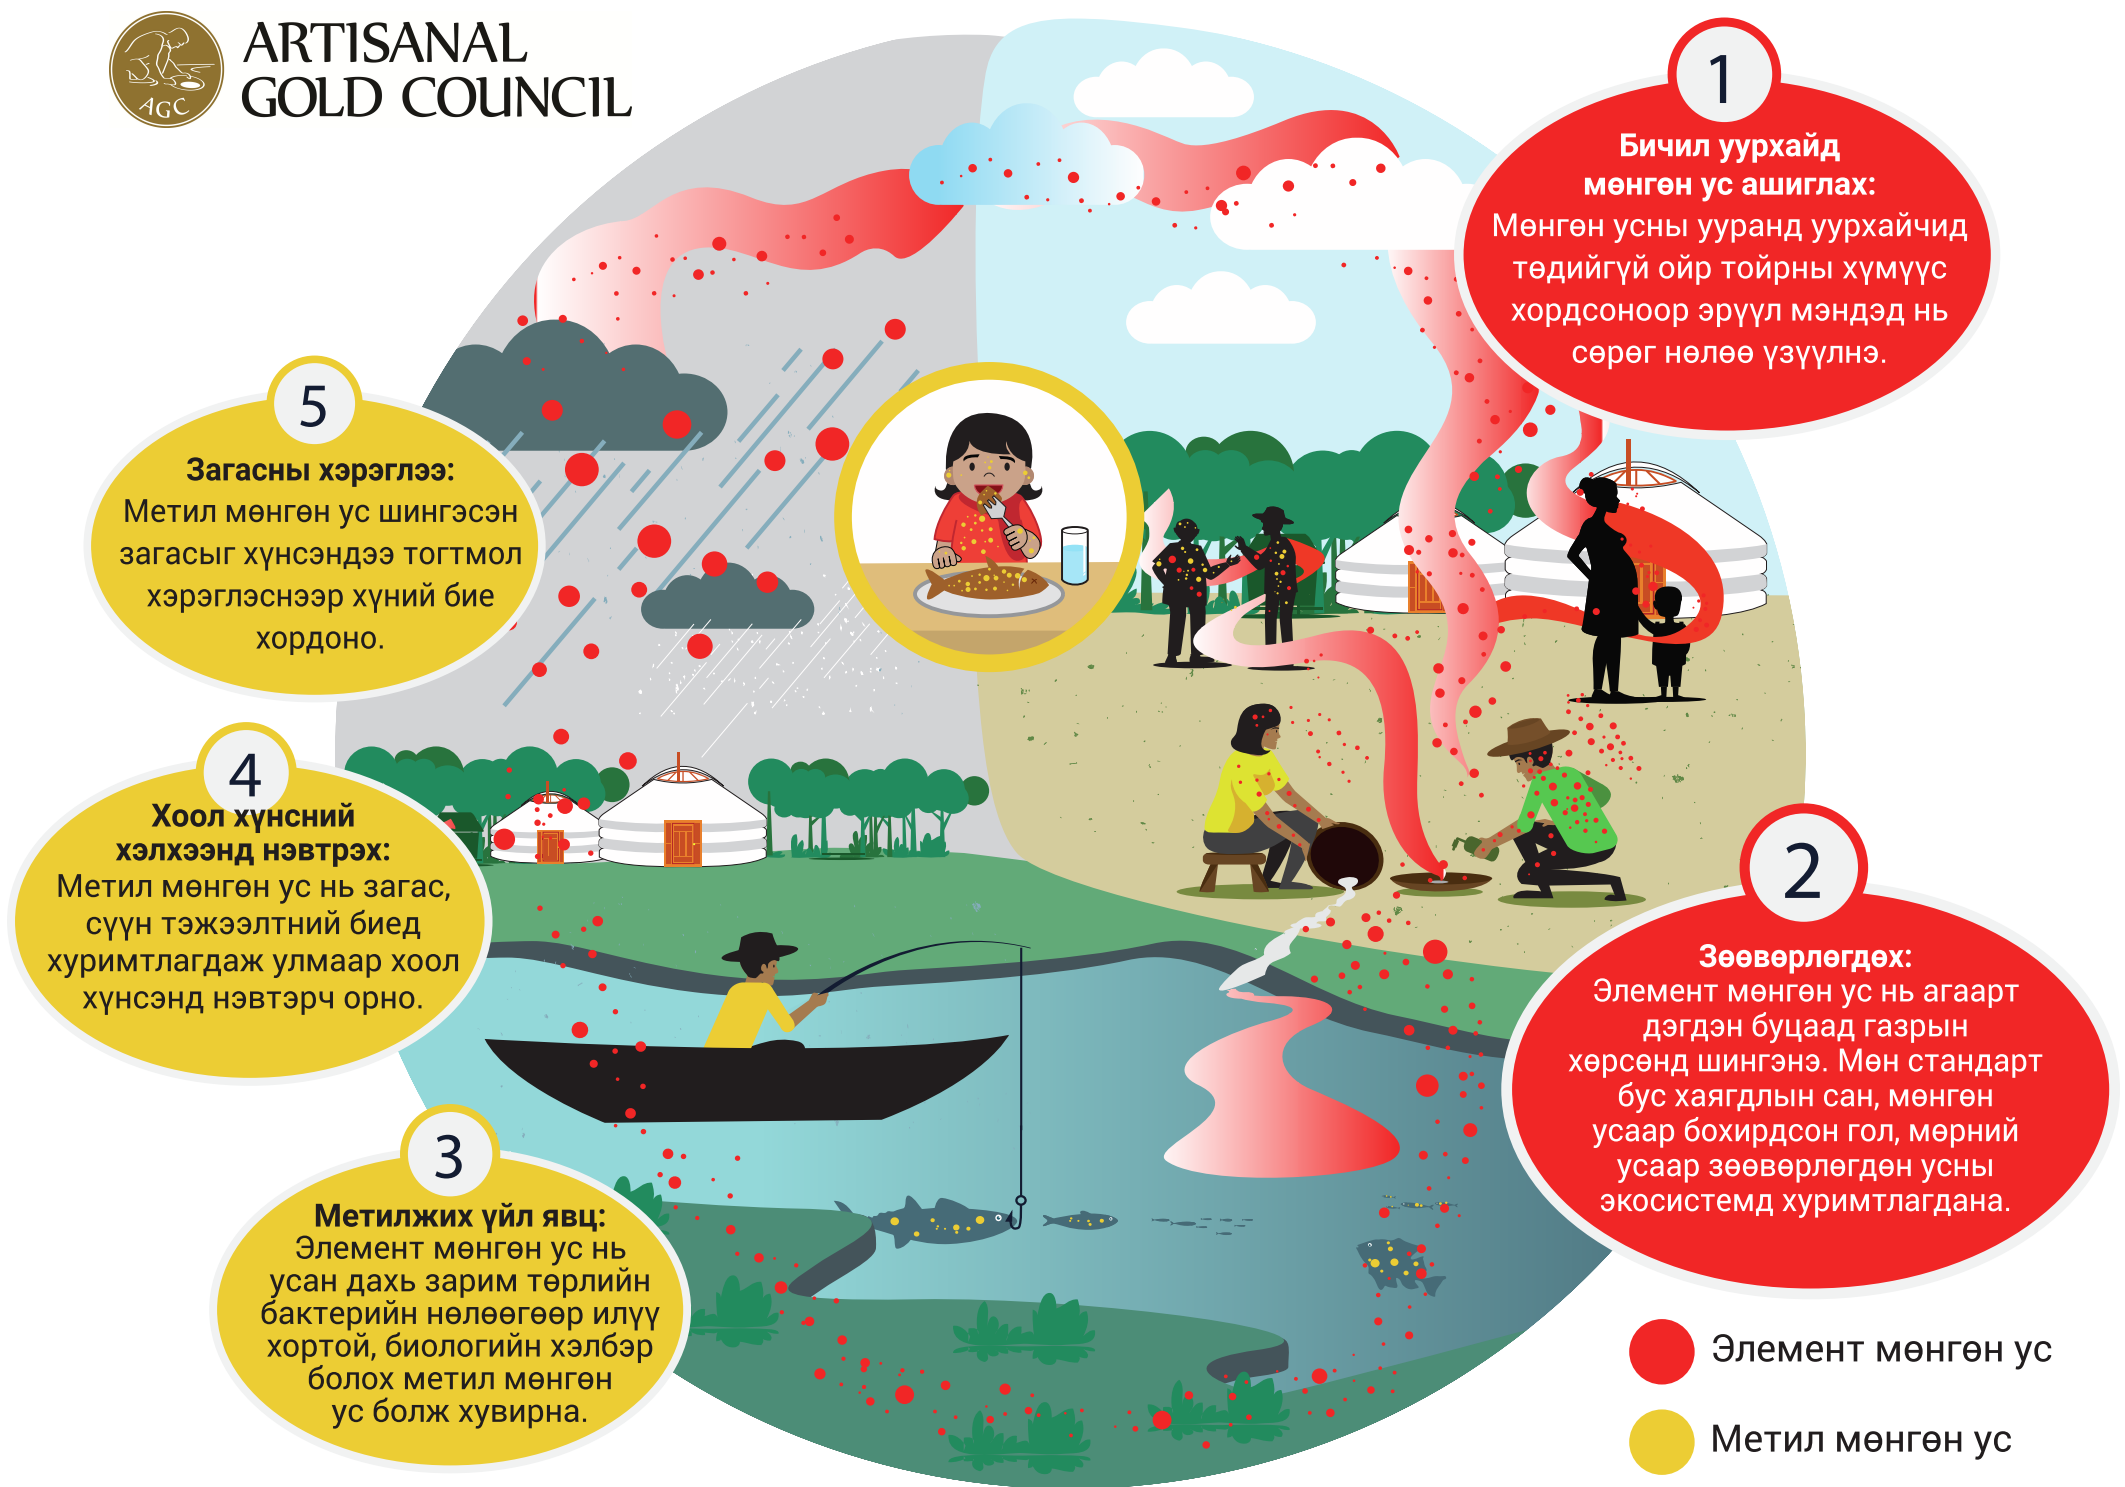 ARTISANAL
GOLD COUNCIL
AGC
1
Бичил уурхайд
мөнгөн ус ашиглах:
Мөнгөн усны ууранд уурхайчид
төдийгүй ойр тойрны хүмүүс
хордсоноор эрүүл мэндэд нь
сөрөг нөлөө үзүүлнэ.
2
Зөөвөрлөгдөх:
Элемент мөнгөн ус нь агаарт
дэгдэн буцаад газрын
хөрсөнд шингэнэ. Мөн стандарт
бус хаягдлын сан, мөнгөн
усаар бохирдсон гол, мөрний
усаар зөөвөрлөгдөн усны
экосистемд хуримтлагдана.
3
Метилжих үйл явц:
Элемент мөнгөн ус нь
усан дахь зарим төрлийн
бактерийн нөлөөгөөр илүү
хортой, биологийн хэлбэр
болох метил мөнгөн
ус болж хувирна.
4
Хоол хүнсний
хэлхээнд нэвтрэх:
Метил мөнгөн ус нь загас,
сүүн тэжээлтний биед
хуримтлагдаж улмаар хоол
хүнсэнд нэвтэрч орно.
5
Загасны хэрэглээ:
Метил мөнгөн ус шингэсэн
загасыг хүнсэндээ тогтмол
хэрэглэснээр хүний бие
хордоно.
Элемент мөнгөн ус
Метил мөнгөн ус